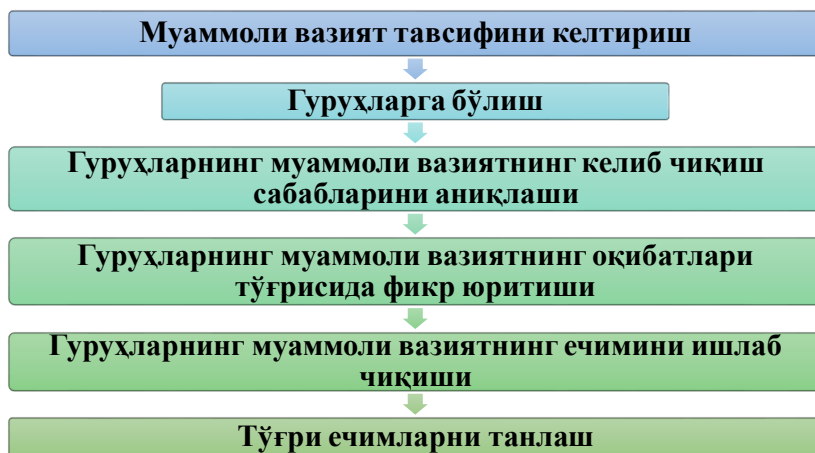 Муаммоли вазият тавсифини келтириш
Гуруҳларга бўлиш
Гуруҳларнинг муаммоли вазиятнинг келиб чиқиш
сабабларини аниқлаши
Гуруҳларнинг муаммоли вазиятнинг оқибатлари
тўғрисида фикр юритиши
Гуруҳларнинг муаммоли вазиятнинг ечимини ишлаб
чиқиши
Тўғри ечимларни танлаш